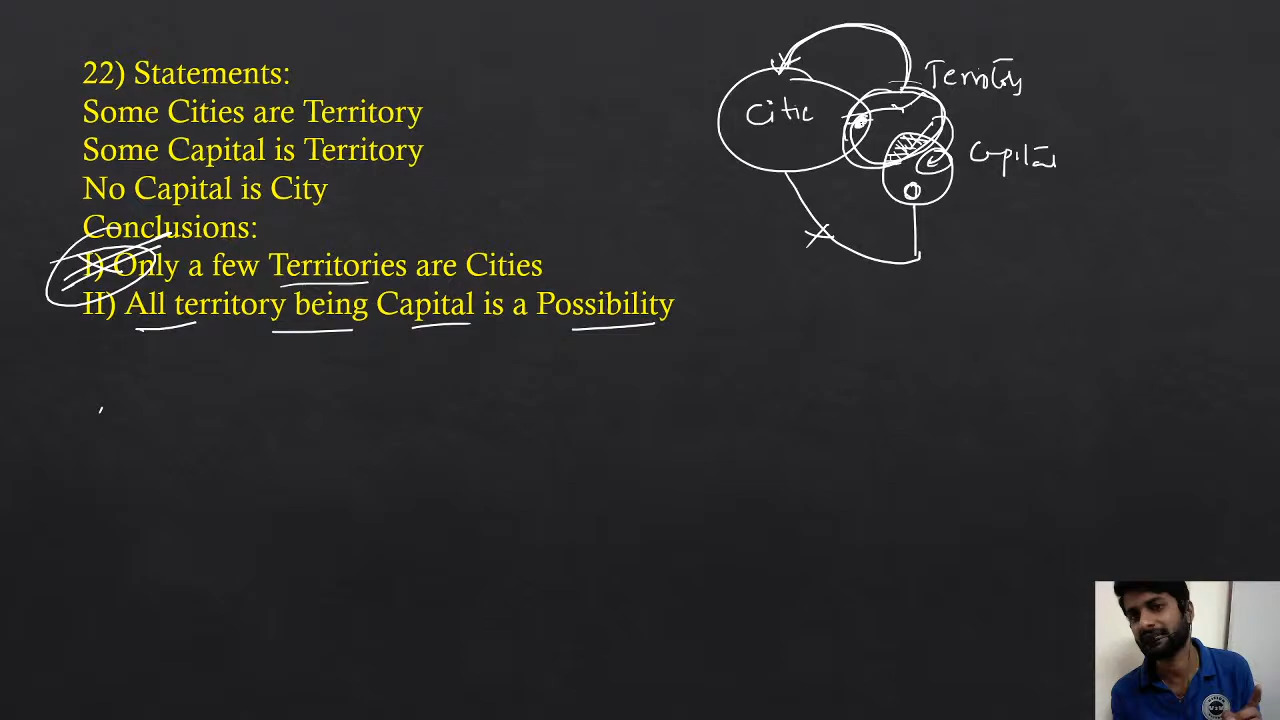 22) Statements:
Some Cities are Territory
Some Capital is Territory
No Capital is City
Conclusions:
I) Only a few Territories are Cities
II) All territory being Capital is a Possibility
Citie
Territory
Capital